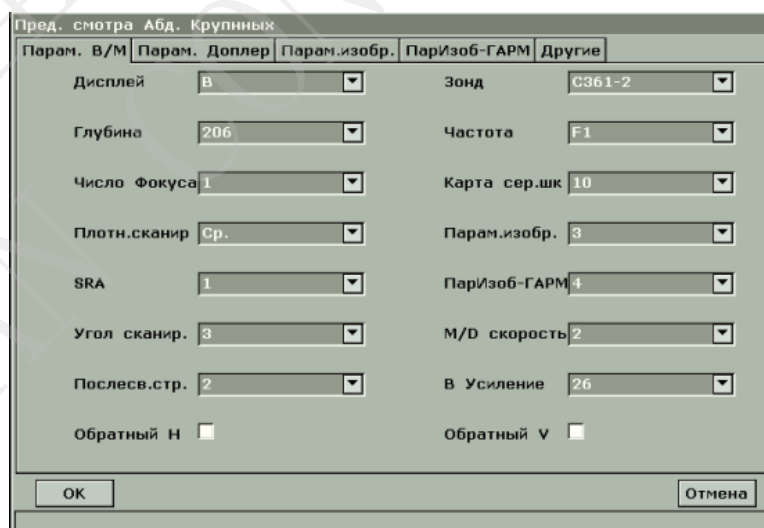 Пред. смотра Абд. Крупнных
Парам. В/М Парам. Доплер Парам.изобр. ПарИзоб-ГАРМ Другие
Дисплей B Зонд C361-2
Глубина 206 Частота F1
Число Фокуса 1 Карта сер.шк 10
Плотн.сканир Ср. Парам.изобр. 3
SRA 1 ПарИзоб-ГАРМ 4
Угол сканир. 3 M/D скорость 2
Послесв.стр. 2 В Усиление 26
Обратный H Обратный V
OK Отмена